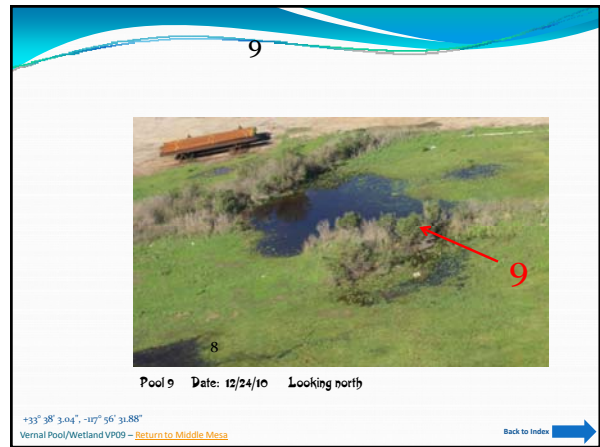 9
9
8
Pool 9 Date: 12/24/10 Looking north
+33° 38' 3.04", -117° 56' 31.88"
Vernal Pool/Wetland VP09 – Return to Middle Mesa
Back to Index